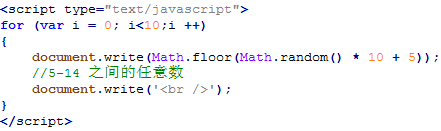 <script type="text/javascript">
for (var i = 0; i<10;i ++)
{
    document.write(Math.floor(Math.random() * 10 + 5));
    //5-14 之间的任意数
    document.write('<br />');
}
</script>